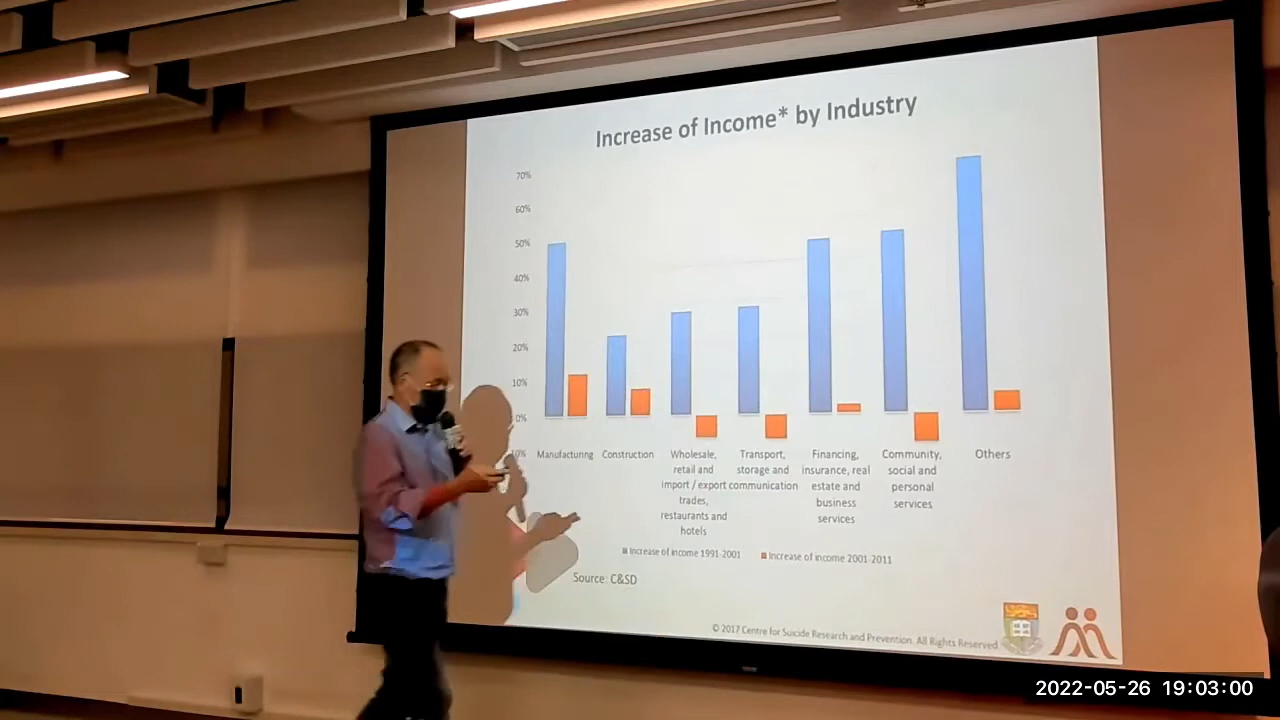 Increase of Income* by Industry
70%
60%
50%
40%
30%
20%
10%
0%
10%
Manufacturing
Construction
Wholesale,
retail and
import / export
trades,
restaurants and
hotels
Transport,
storage and
communication
Financing,
insurance, real
estate and
business
services
Community,
social and
personal
services
Others
Increase of income 1991-2001
Increase of income 2001-2011
Source: C&SD
© 2017 Centre for Suicide Research and Prevention. All Rights Reserved.
2022-05-26 19:03:00